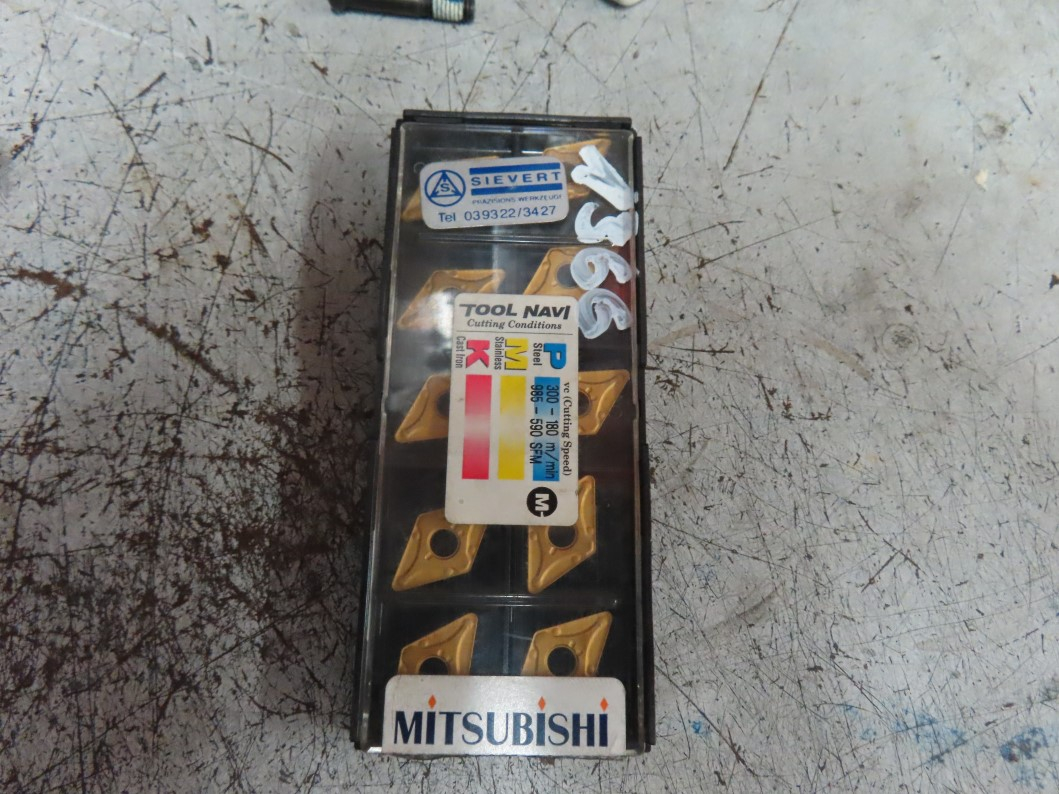 SIEVERT
PRÄZISIONS WERKZEUGE
Tel 039322/3427
1366
TOOL NAVI
Cutting Conditions
vc (Cutting Speed)
P
Steel
300 - 180 m/min
985 - 590 SFM
M
Stainless
K
Cast Iron
M
MITSUBISHI